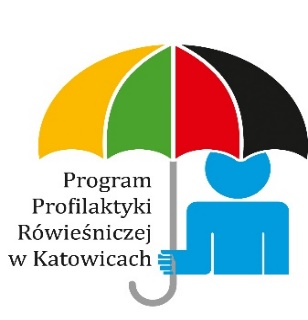 Program
Profilaktyki
Rówieśniczej
w Katowicach